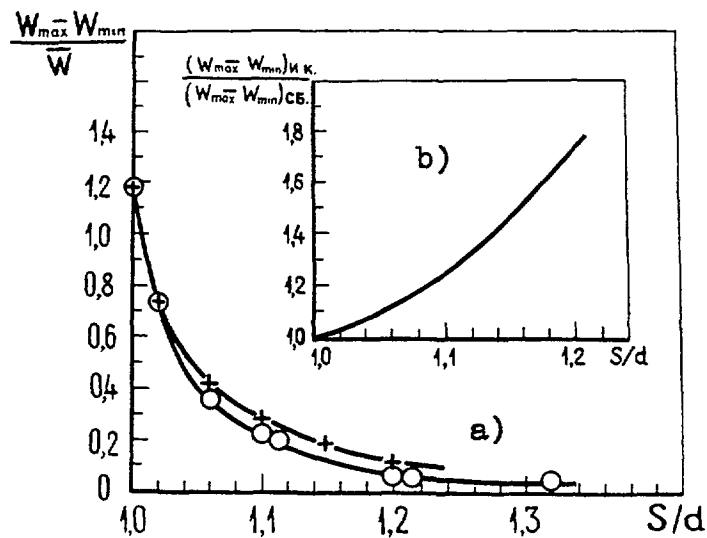 Wmax − Wmin
W̅
(Wmax − Wmin)И К.
(Wmax − Wmin)СБ.
1,4
1,2
1,0
0,8
0,6
0,4
0,2
0
1,0
1,1
1,2
1,3
S/d
a)
b)
1,8
1,6
1,4
1,2
1,0
1,0
1,1
1,2
S/d